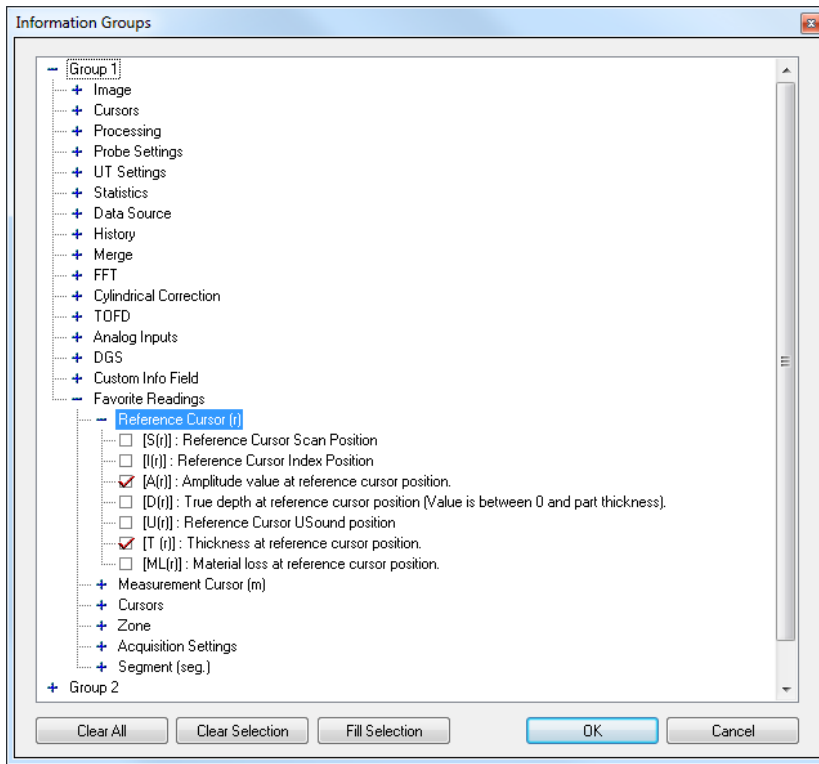 Information Groups
Group 1
Image
Cursors
Processing
Probe Settings
UT Settings
Statistics
Data Source
History
Merge
FFT
Cylindrical Correction
TOFD
Analog Inputs
DGS
Custom Info Field
Favorite Readings
Reference Cursor (r)
[S(r)] : Reference Cursor Scan Position
[I(r)] : Reference Cursor Index Position
[A(r)] : Amplitude value at reference cursor position.
[D(r)] : True depth at reference cursor position (Value is between 0 and part thickness).
[U(r)] : Reference Cursor USound position
[T (r)] : Thickness at reference cursor position.
[ML(r)] : Material loss at reference cursor position.
Measurement Cursor (m)
Cursors
Zone
Acquisition Settings
Segment (seg.)
Group 2
Clear All Clear Selection Fill Selection OK Cancel